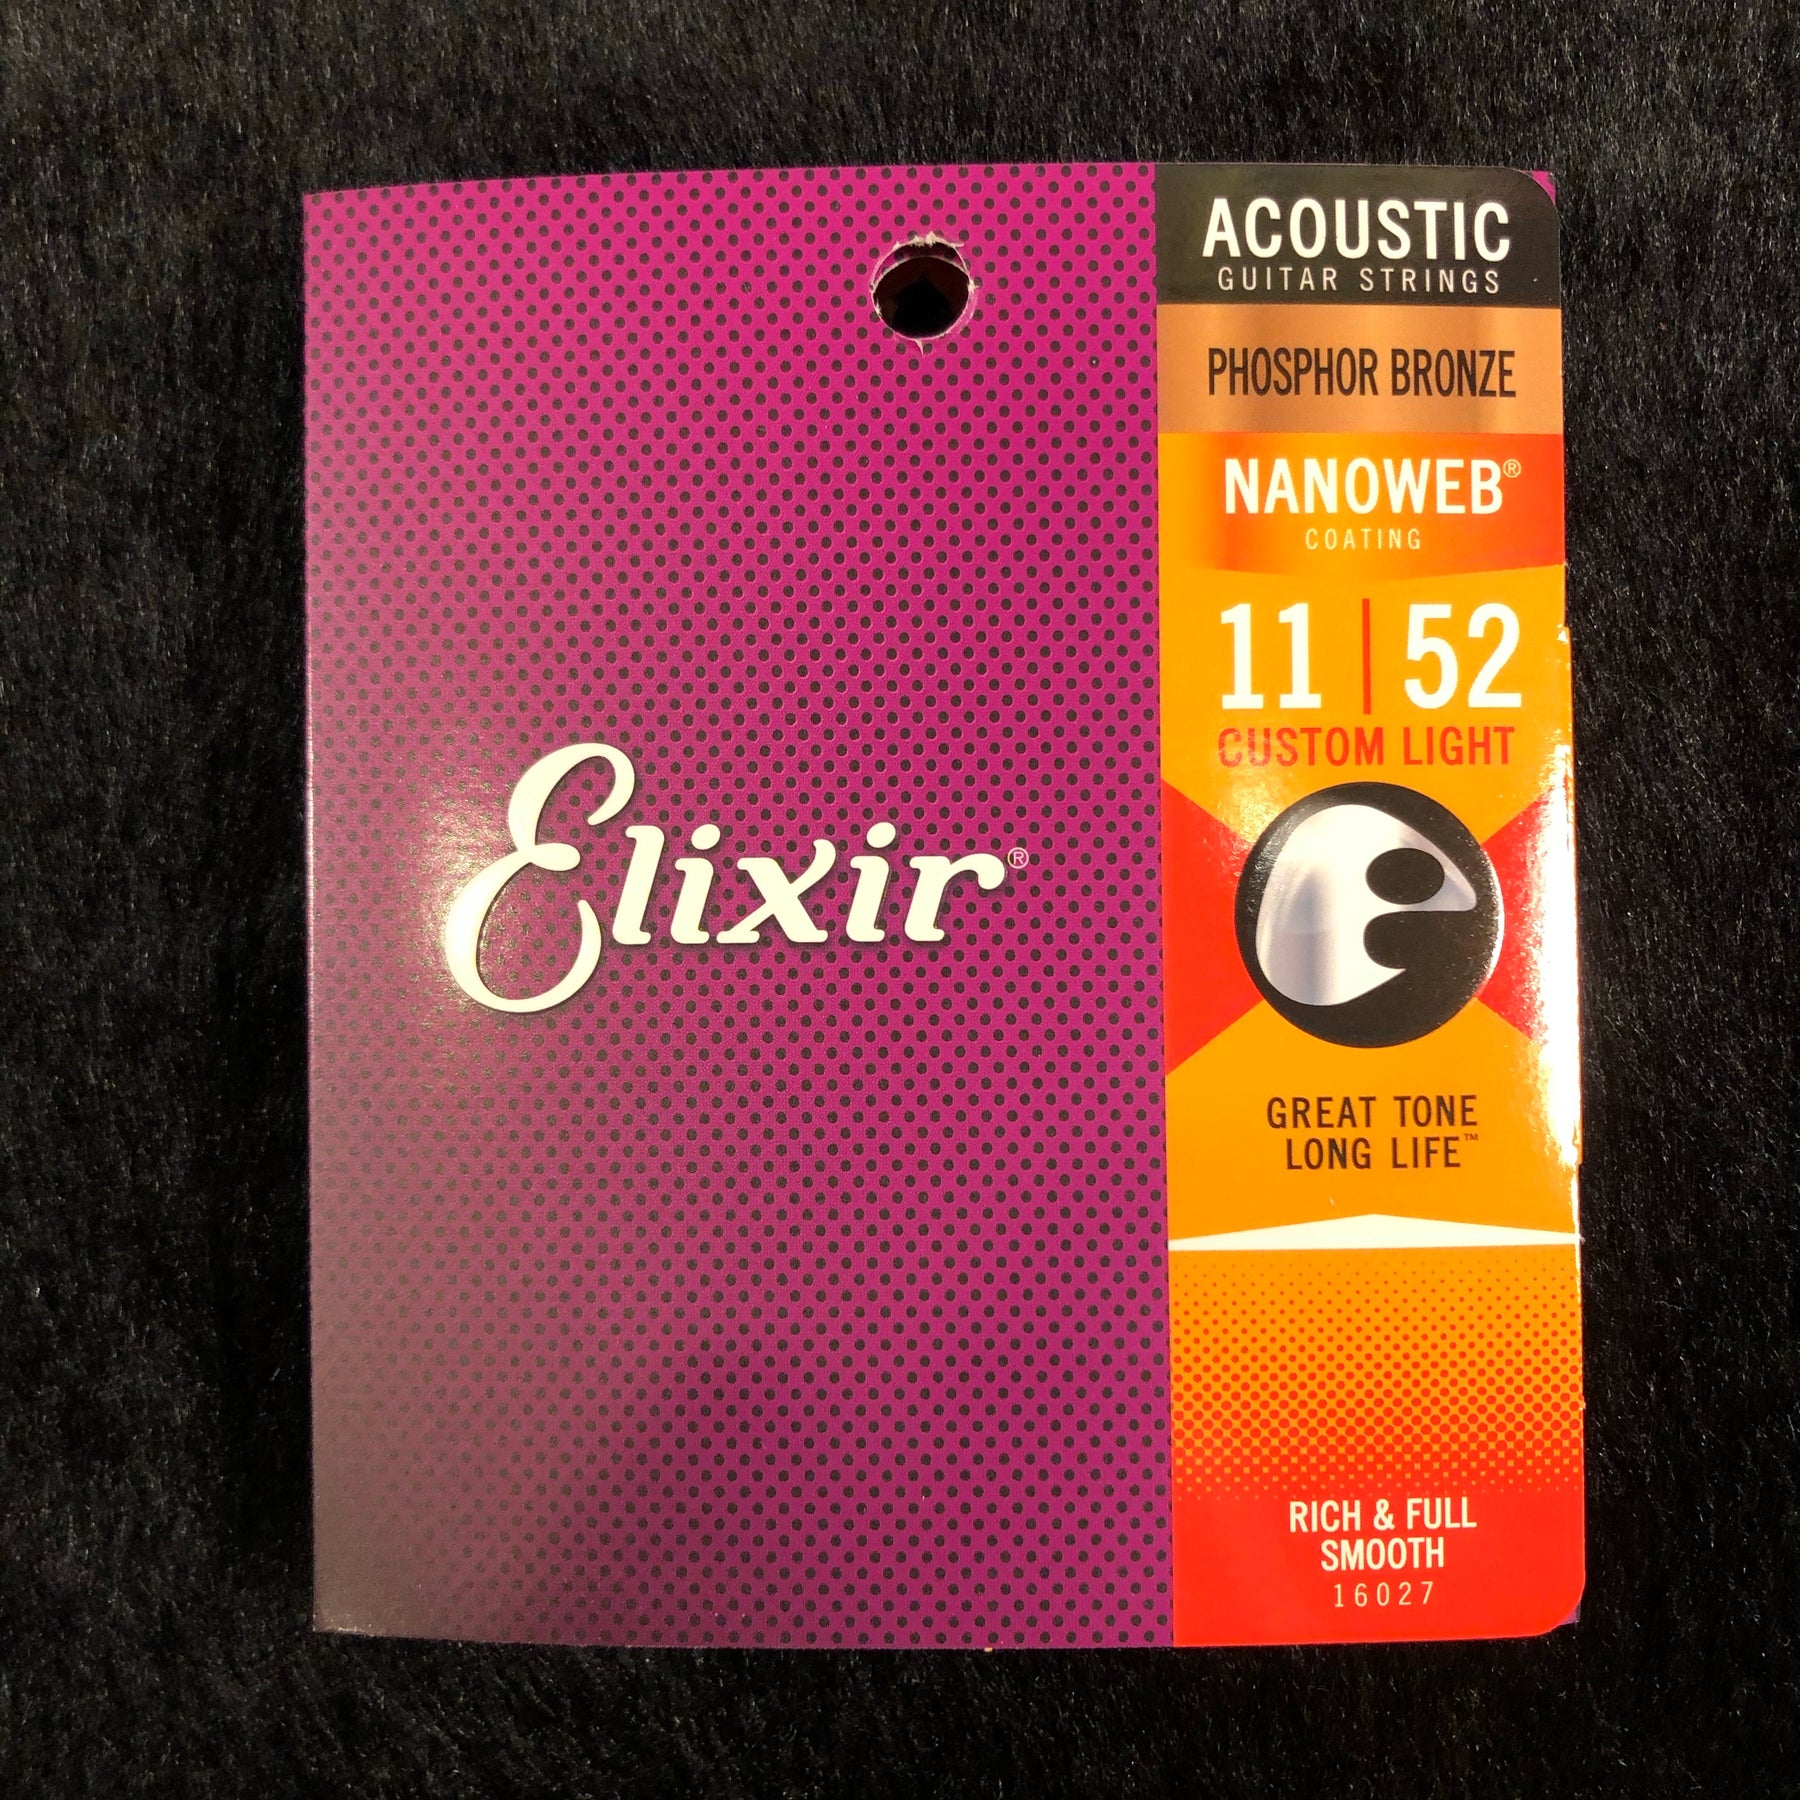 Elixir®
ACOUSTIC
GUITAR STRINGS
PHOSPHOR BRONZE
NANOWEB®
COATING
11 | 52
CUSTOM LIGHT
e
GREAT TONE
LONG LIFE™
RICH & FULL
SMOOTH
16027